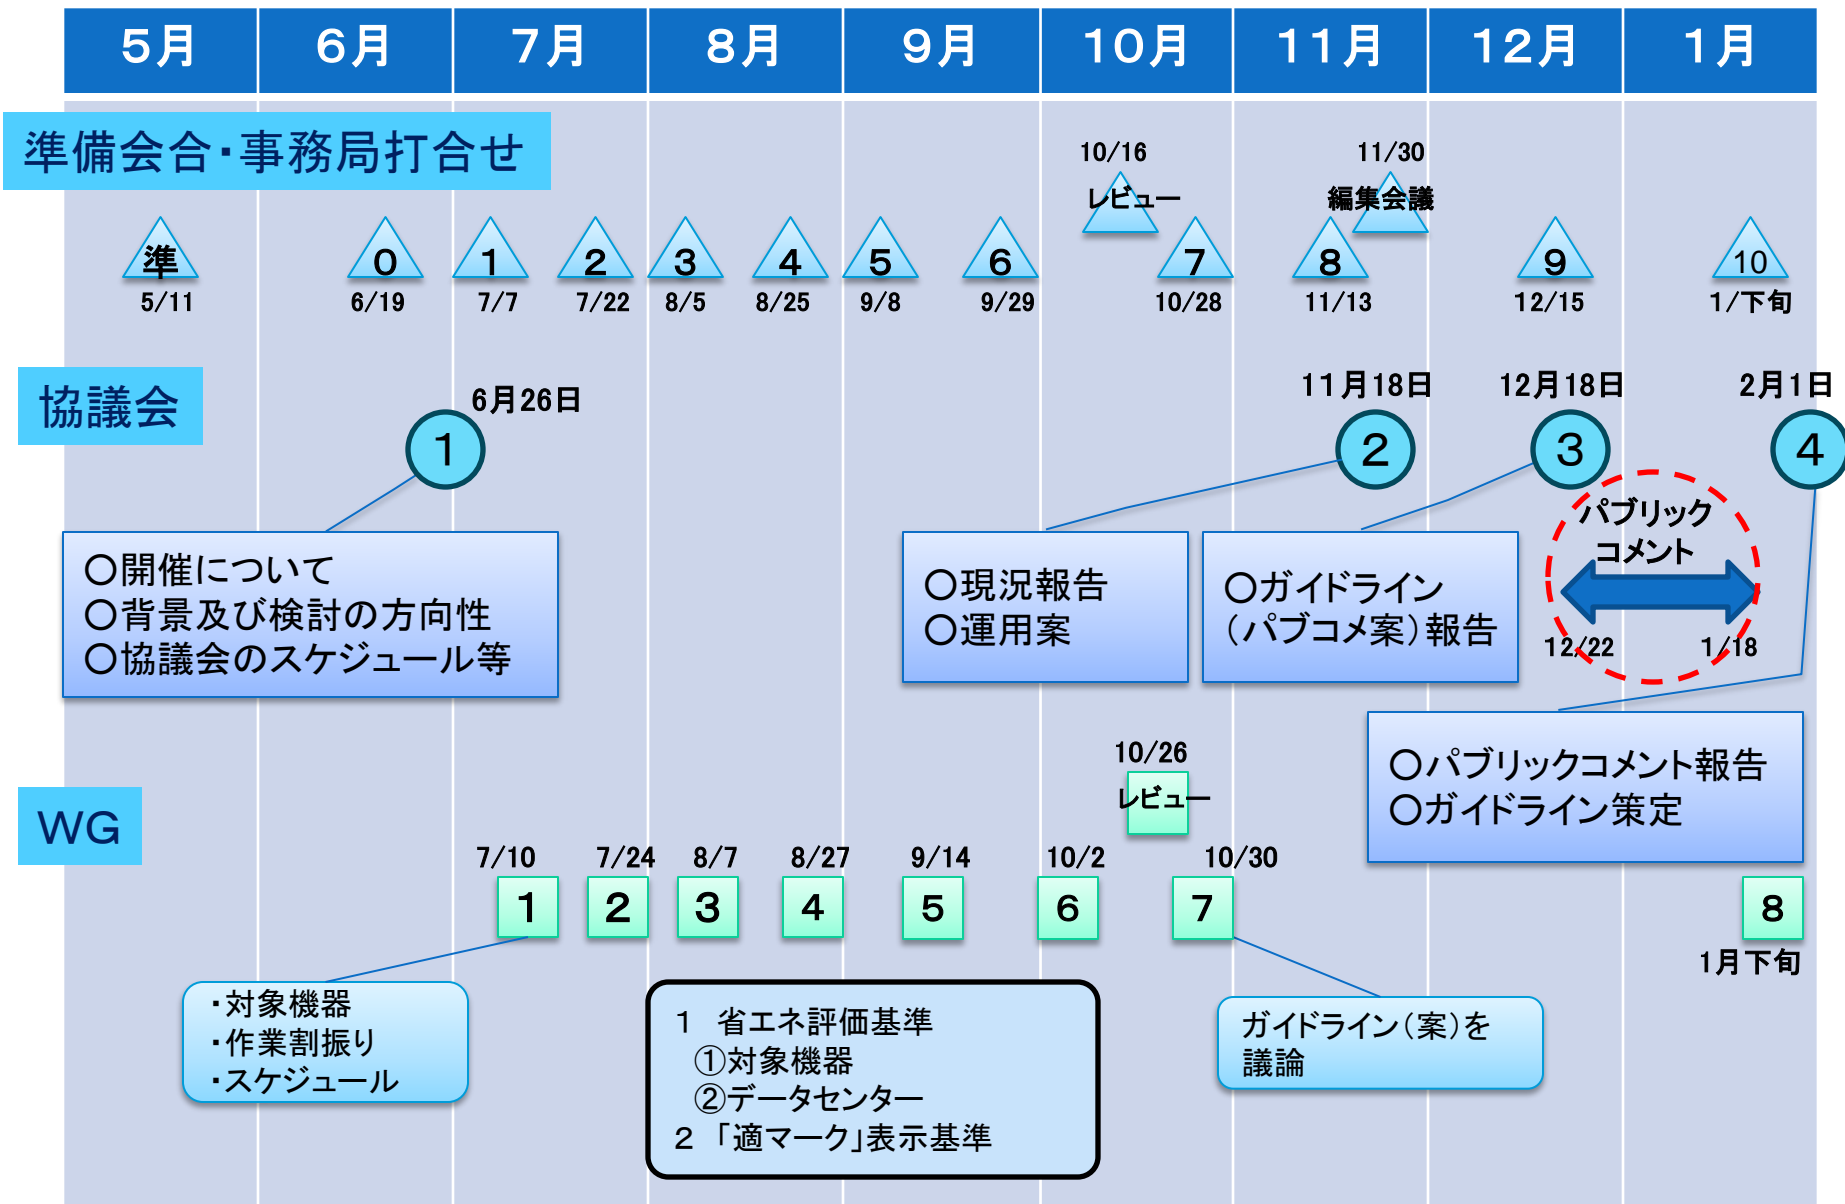 5月 6月 7月 8月 9月 10月 11月 12月 1月
準備会合・事務局打合せ
10/16 11/30
レビュー 編集会議
準 0 1 2 3 4 5 6 7 8 9 10
5/11 6/19 7/7 7/22 8/5 8/25 9/8 9/29 10/28 11/13 12/15 1/下旬
協議会
6月26日 11月18日 12月18日 2月1日
1 2 3 4
〇開催について
〇背景及び検討の方向性
〇協議会のスケジュール等
〇現況報告
〇運用案
〇ガイドライン
（パブコメ案）報告
パブリック
コメント
12/22 1/18
〇パブリックコメント報告
〇ガイドライン策定
WG
10/26
レビュー
7/10 7/24 8/7 8/27 9/14 10/2 10/30
1 2 3 4 5 6 7 8
1月下旬
・対象機器
・作業割振り
・スケジュール
1 省エネ評価基準
①対象機器
②データセンター
2 「適マーク」表示基準
ガイドライン（案）を
議論